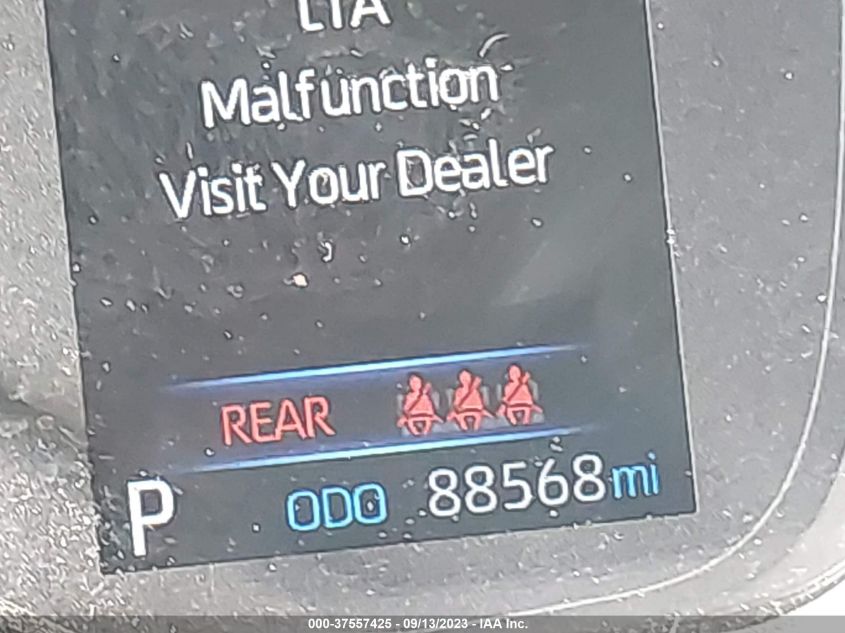 LTA
Malfunction
Visit Your Dealer
REAR
P ODO 88568 mi
000-37557425 - 09/13/2023 - IAA Inc.